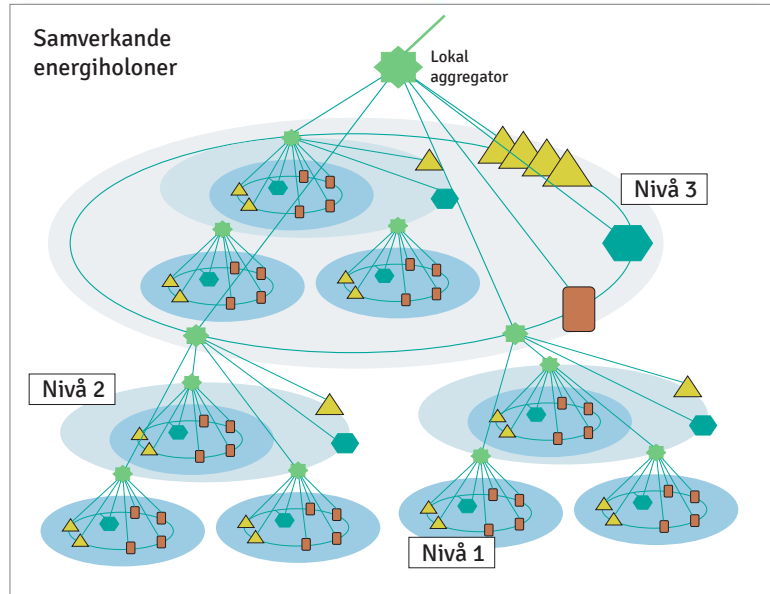 Samverkande
energiholoner
Lokal
aggregator
Nivå 3
Nivå 2
Nivå 1